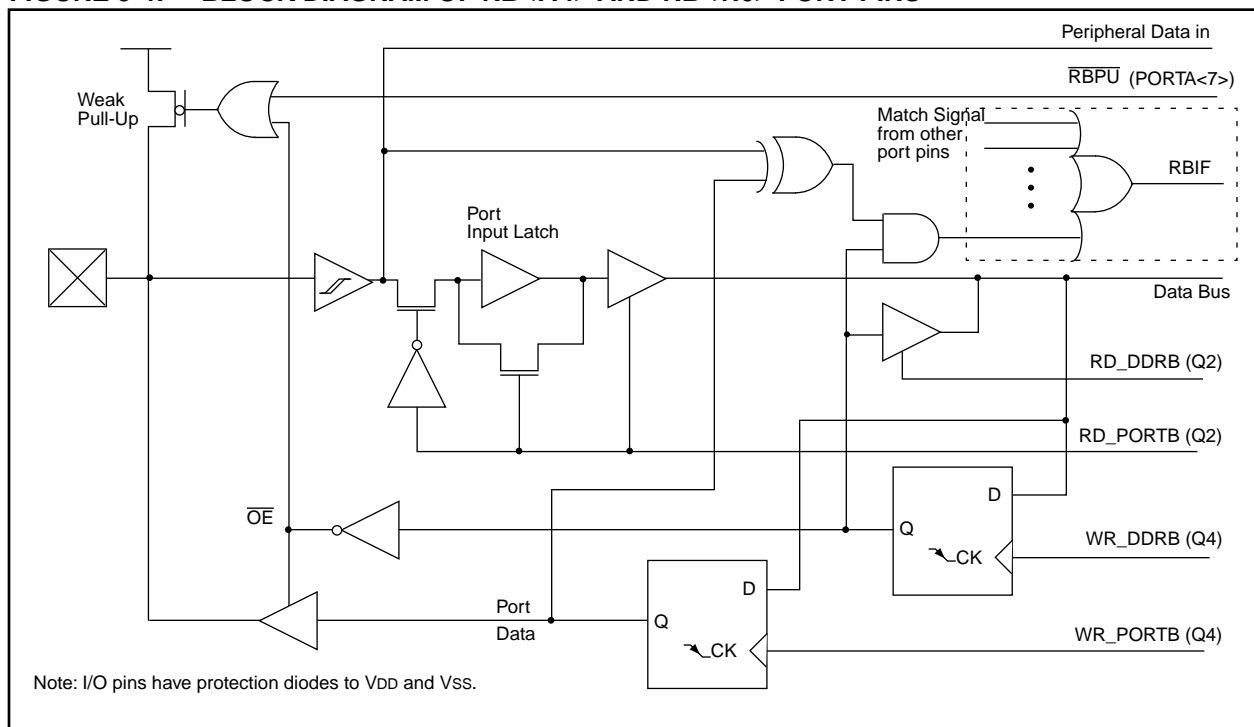 Peripheral Data in
RBPU (PORTA<7>)
Weak
Pull-Up
Match Signal
from other
port pins
RBIF
Port
Input Latch
Data Bus
RD_DDRB (Q2)
RD_PORTB (Q2)
D
OE
Q
WR_DDRB (Q4)
CK
D
Port
Data
Q
WR_PORTB (Q4)
CK
Note: I/O pins have protection diodes to VDD and VSS.